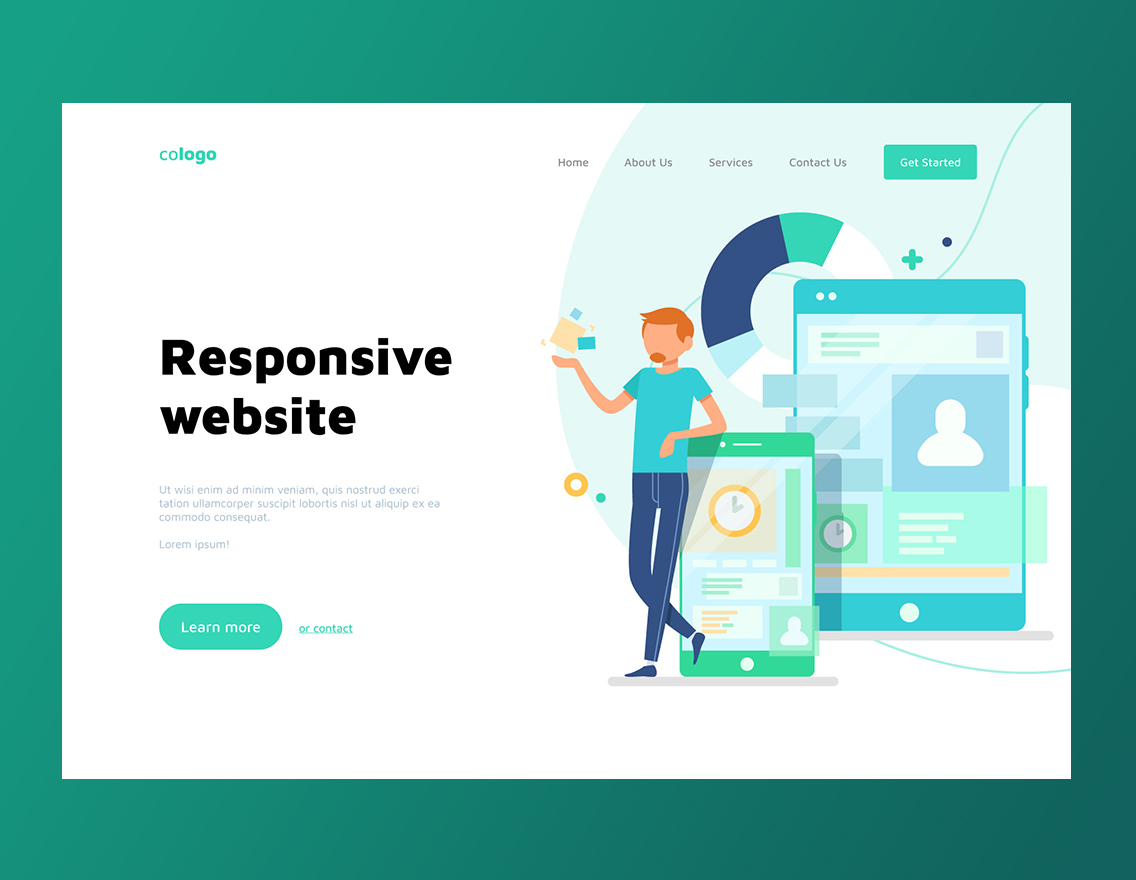 cologo
Home
About Us
Services
Contact Us
Get Started
Responsive
website
Ut wisi enim ad minim veniam, quis nostrud exerci
tation ullamcorper suscipit lobortis nisl ut aliquip ex ea
commodo consequat.
Lorem ipsum!
Learn more
or contact